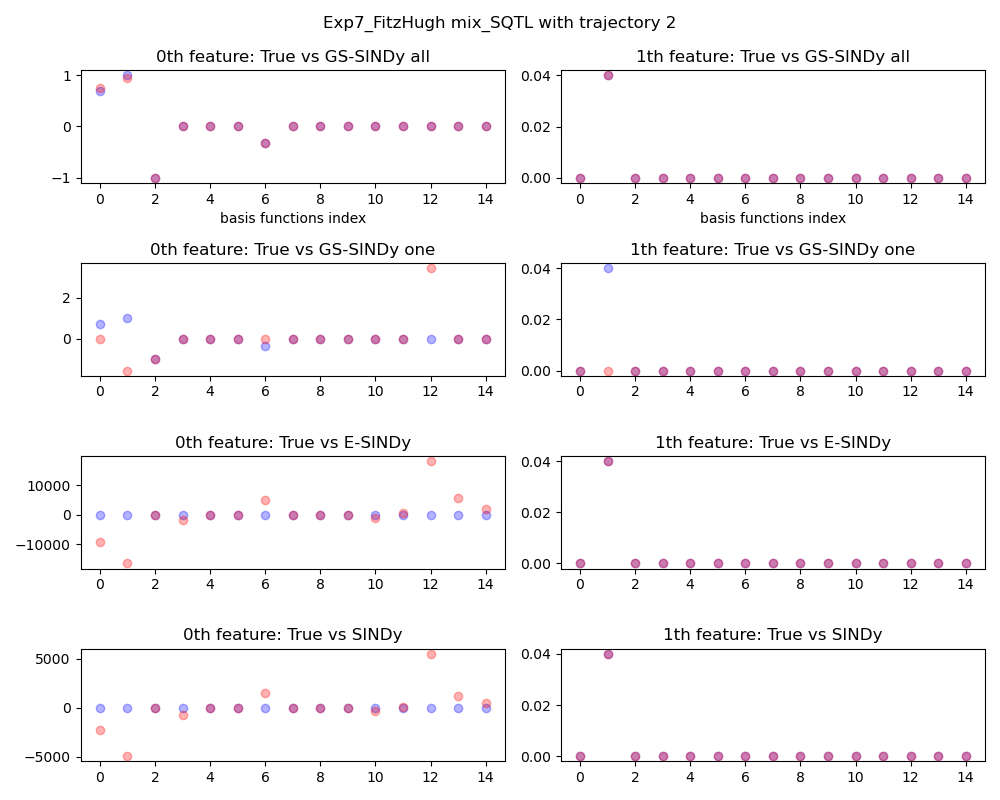 Exp7_FitzHugh mix_SQTL with trajectory 2
0th feature: True vs GS-SINDy all
1
0
−1
0 2 4 6 8 10 12 14
basis functions index
1th feature: True vs GS-SINDy all
0.04
0.02
0.00
0 2 4 6 8 10 12 14
basis functions index
0th feature: True vs GS-SINDy one
2
0
0 2 4 6 8 10 12 14
1th feature: True vs GS-SINDy one
0.04
0.02
0.00
0 2 4 6 8 10 12 14
0th feature: True vs E-SINDy
10000
0
−10000
0 2 4 6 8 10 12 14
1th feature: True vs E-SINDy
0.04
0.02
0.00
0 2 4 6 8 10 12 14
0th feature: True vs SINDy
5000
0
−5000
0 2 4 6 8 10 12 14
1th feature: True vs SINDy
0.04
0.02
0.00
0 2 4 6 8 10 12 14